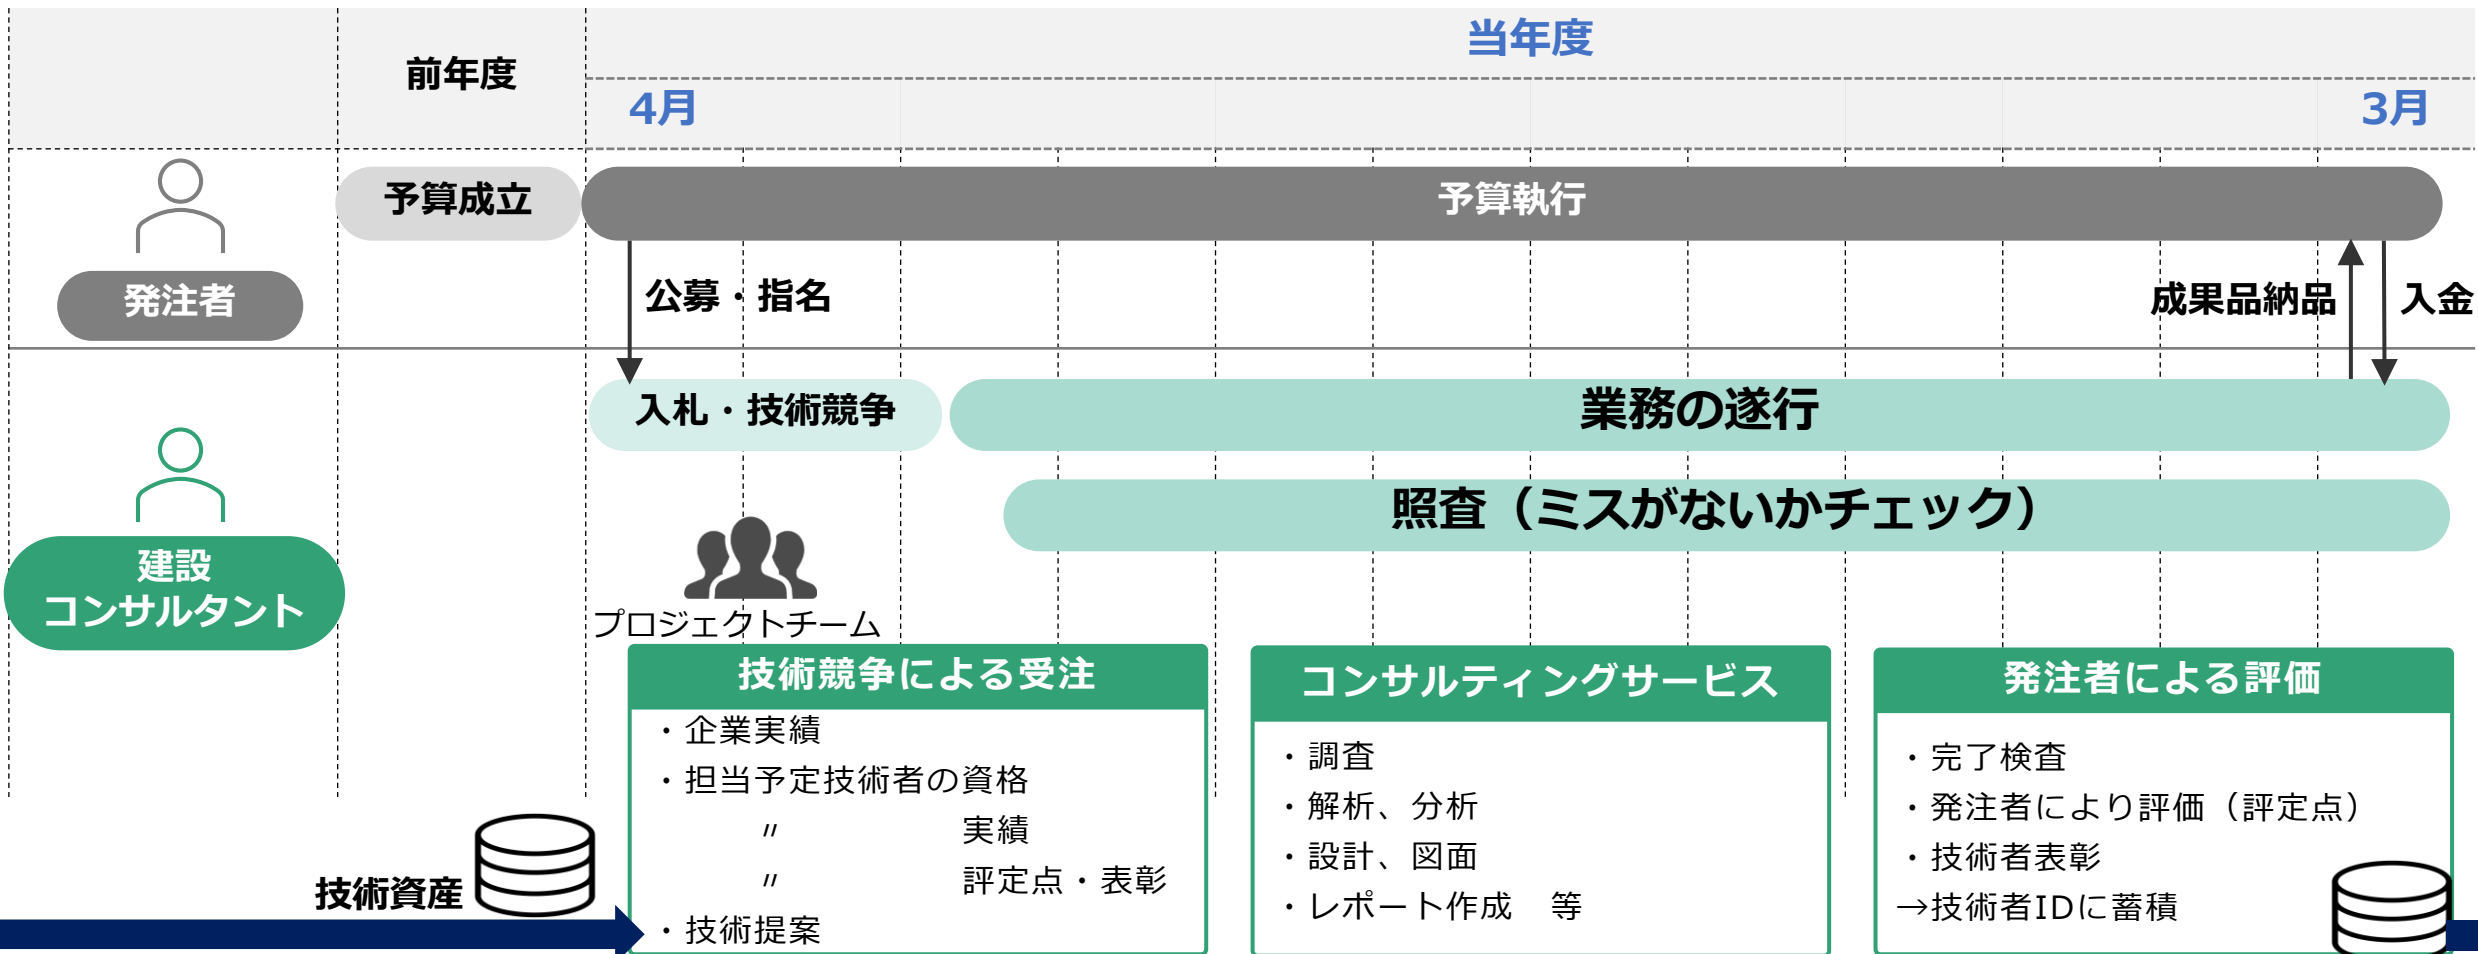 当年度
前年度
4月
3月
予算成立
予算執行
発注者
公募・指名
成果品納品
入金
入札・技術競争
業務の遂行
照査（ミスがないかチェック）
建設
コンサルタント
プロジェクトチーム
技術競争による受注
・企業実績
・担当予定技術者の資格
〃 実績
〃 評定点・表彰
・技術提案
コンサルティングサービス
・調査
・解析、分析
・設計、図面
・レポート作成　等
発注者による評価
・完了検査
・発注者により評価（評定点）
・技術者表彰
→技術者IDに蓄積
技術資産